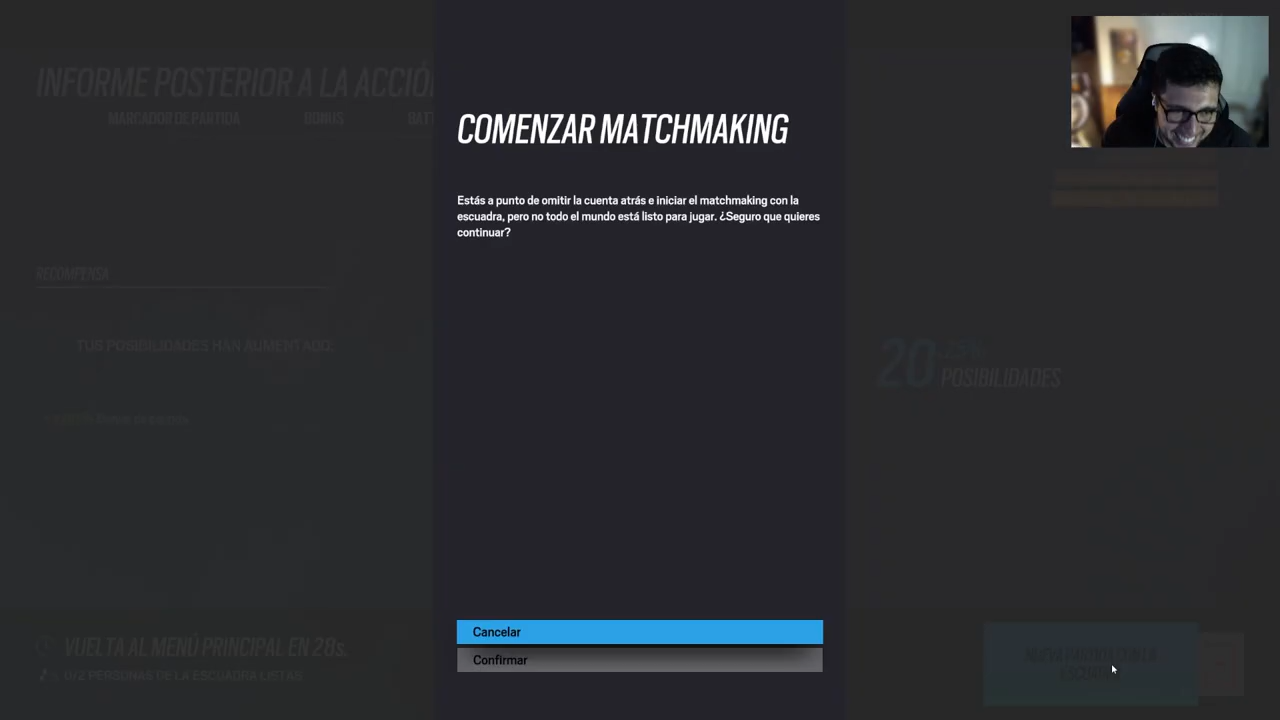 INFORME POSTERIOR A LA ACCIÓN
MARCADOR DE PARTIDA BONUS
COMENZAR MATCHMAKING
Estás a punto de omitir la cuenta atrás e iniciar el matchmaking con la
escuadra, pero no todo el mundo está listo para jugar. ¿Seguro que quieres
continuar?
RECOMPENSA
TUS POSIBILIDADES HAN AUMENTADO:
20,25%
POSIBILIDADES
Cancelar
Confirmar
VUELTA AL MENÚ PRINCIPAL EN 28s.
0/2 PERSONAS DE LA ESCUADRA LISTAS